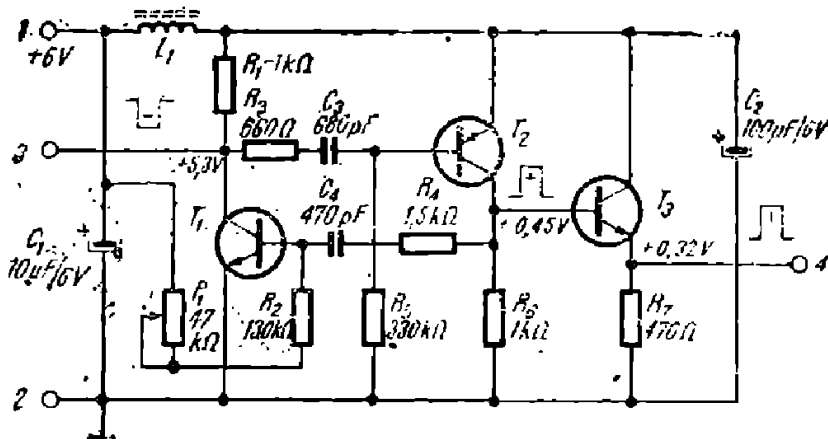 1
+6V
L₁
R₁-1kΩ
R₃
660Ω
C₃
680pF
3
+5,3V
T₂
C₂
100µF/6V
T₁
C₄
470pF
R₄
1,5kΩ
+0,45V
T₃
+0,32V
4
C₁
10µF/6V
P₁
47
kΩ
R₂
130kΩ
R₅
330kΩ
R₆
1kΩ
R₇
470Ω
2